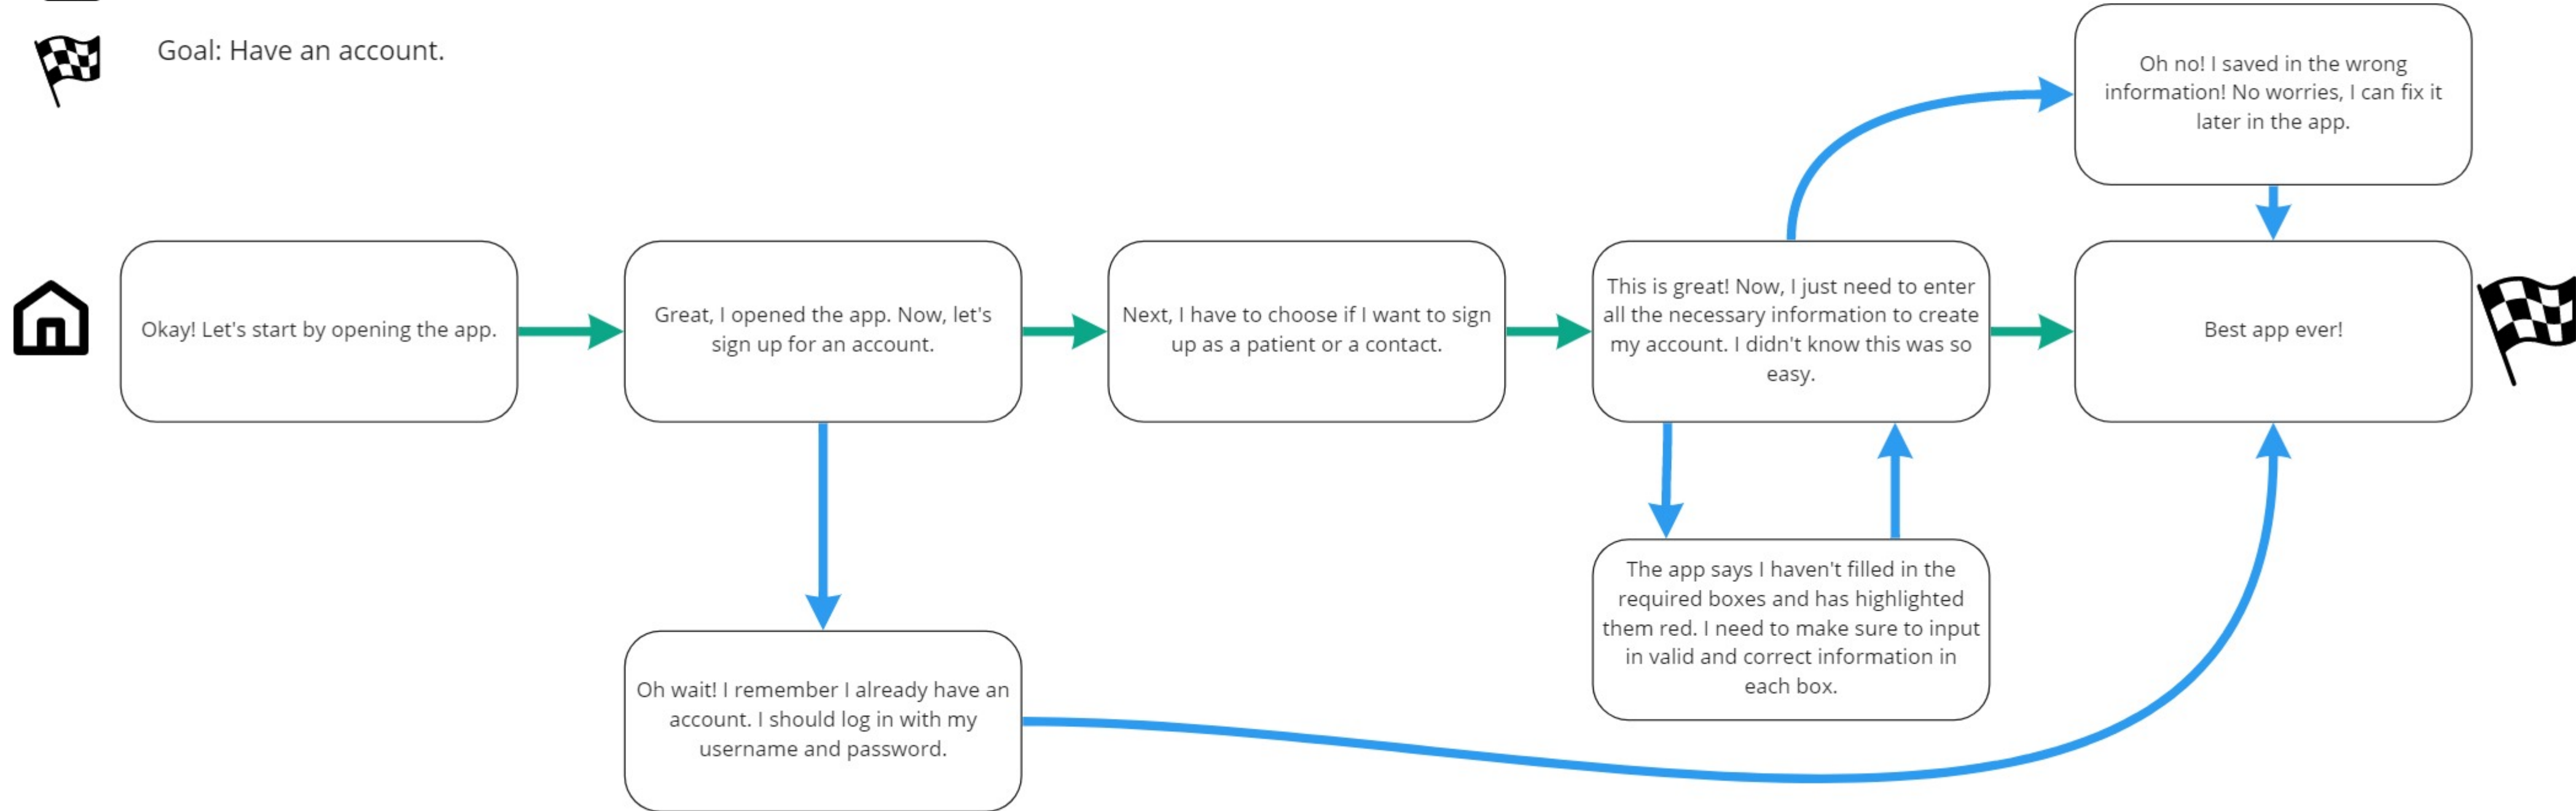 Goal: Have an account.
Oh no! I saved in the wrong
information! No worries, I can fix it
later in the app.
Okay! Let's start by opening the app.
Great, I opened the app. Now, let's
sign up for an account.
Next, I have to choose if I want to sign
up as a patient or a contact.
This is great! Now, I just need to enter
all the necessary information to create
my account. I didn't know this was so
easy.
Best app ever!
The app says I haven't filled in the
required boxes and has highlighted
them red. I need to make sure to input
in valid and correct information in
each box.
Oh wait! I remember I already have an
account. I should log in with my
username and password.